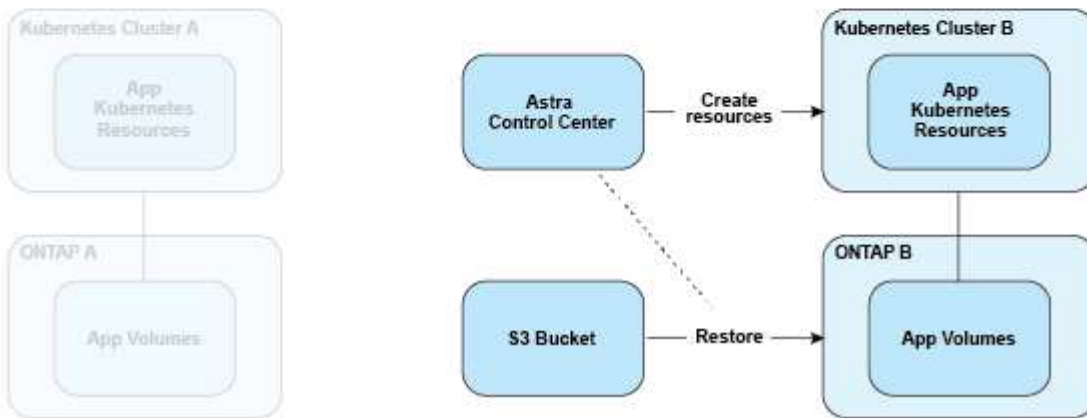 Kubernetes Cluster A
App
Kubernetes
Resources
ONTAP A
App Volumes
Astra
Control Center
Create
resources
Kubernetes Cluster B
App
Kubernetes
Resources
S3 Bucket
Restore
ONTAP B
App Volumes